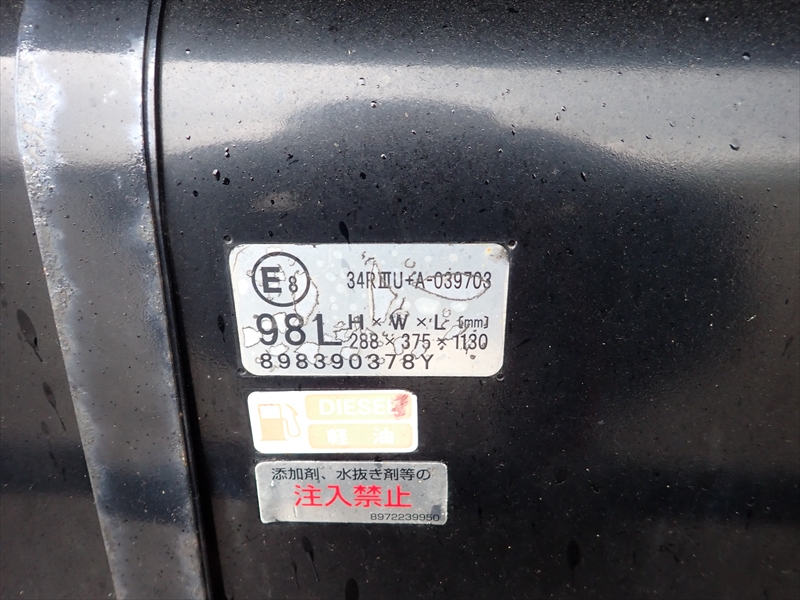 E8
34RⅢU+A-039703
98L
H×W×L [mm]
288×375×1130
898390378Y
DIESEL
軽 油
添加剤、水抜き剤等の
注入禁止
8972239950